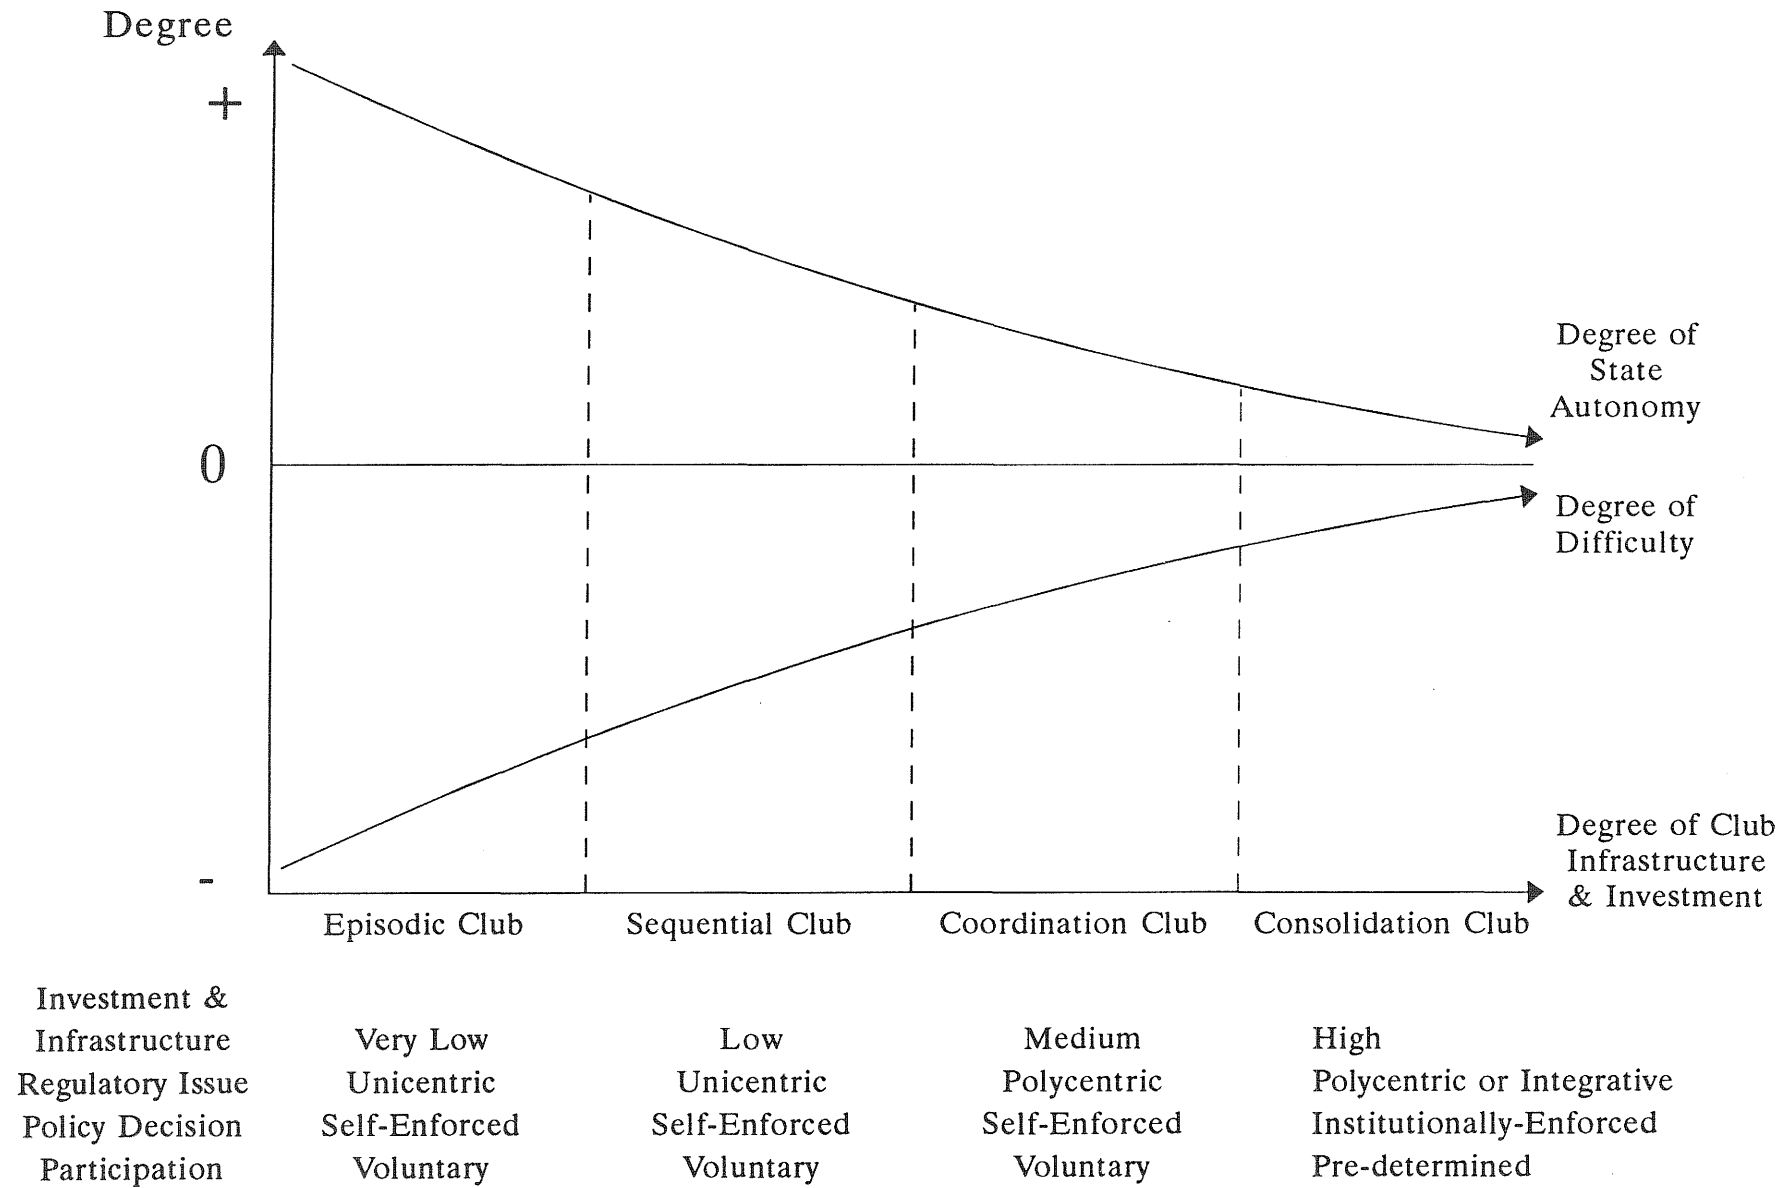 Degree
+
0
-
Degree of
State
Autonomy
Degree of
Difficulty
Degree of Club
Infrastructure
& Investment
Episodic Club Sequential Club Coordination Club Consolidation Club
Investment &
Infrastructure Very Low Low Medium High
Regulatory Issue Unicentric Unicentric Polycentric Polycentric or Integrative
Policy Decision Self-Enforced Self-Enforced Self-Enforced Institutionally-Enforced
Participation Voluntary Voluntary Voluntary Pre-determined